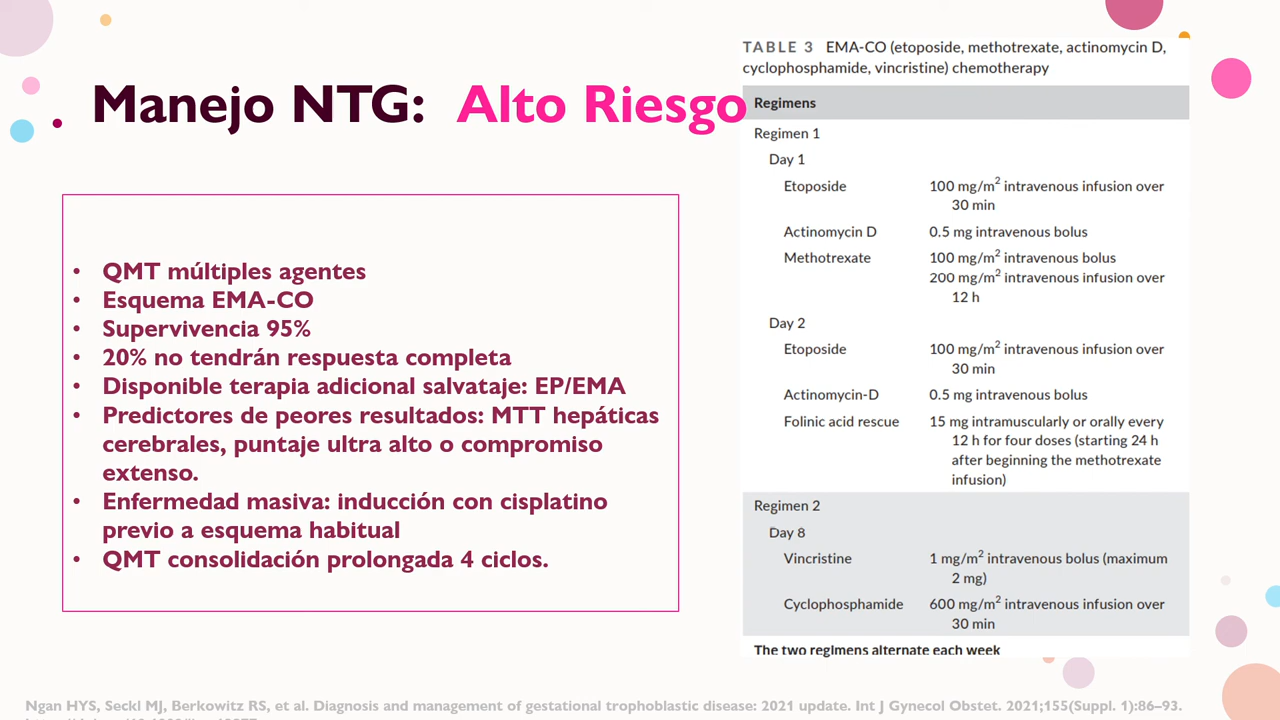 Manejo NTG: Alto Riesgo
• QMT múltiples agentes
• Esquema EMA-CO
• Supervivencia 95%
• 20% no tendrán respuesta completa
• Disponible terapia adicional salvataje: EP/EMA
• Predictores de peores resultados: MTT hepáticas
cerebrales, puntaje ultra alto o compromiso
extenso.
• Enfermedad masiva: inducción con cisplatino
previo a esquema habitual
• QMT consolidación prolongada 4 ciclos.
TABLE 3 EMA-CO (etoposide, methotrexate, actinomycin D,
cyclophosphamide, vincristine) chemotherapy
Regimens
Regimen 1
Day 1
Etoposide 100 mg/m² intravenous infusion over
30 min
Actinomycin D 0.5 mg intravenous bolus
Methotrexate 100 mg/m² intravenous bolus
200 mg/m² intravenous infusion over
12 h
Day 2
Etoposide 100 mg/m² intravenous infusion over
30 min
Actinomycin-D 0.5 mg intravenous bolus
Folinic acid rescue 15 mg intramuscularly or orally every
12 h for four doses (starting 24 h
after beginning the methotrexate
infusion)
Regimen 2
Day 8
Vincristine 1 mg/m² intravenous bolus (maximum
2 mg)
Cyclophosphamide 600 mg/m² intravenous infusion over
30 min
The two regimens alternate each week
Ngan HYS, Seckl MJ, Berkowitz RS, et al. Diagnosis and management of gestational trophoblastic disease: 2021 update. Int J Gynecol Obstet. 2021;155(Suppl. 1):86–93.